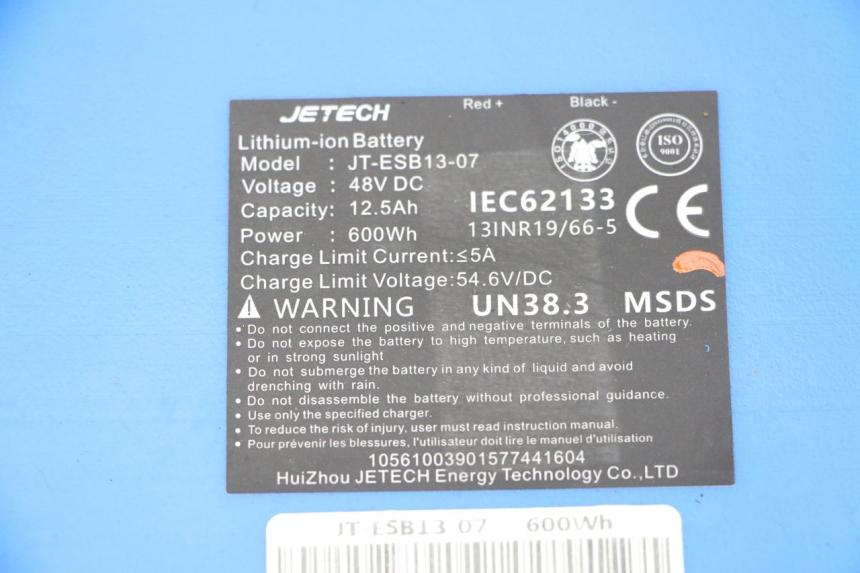 JETECH Red + Black -
Lithium-ion Battery
Model : JT-ESB13-07
Voltage : 48V DC
Capacity: 12.5Ah
Power : 600Wh
IEC62133
13INR19/66-5
CE
ISO
9001
Charge Limit Current:≤5A
Charge Limit Voltage:54.6V/DC
WARNING UN38.3 MSDS
• Do not connect the positive and negative terminals of the battery.
• Do not expose the battery to high temperature, such as heating
or in strong sunlight
• Do not submerge the battery in any kind of liquid and avoid
drenching with rain.
• Do not disassemble the battery without professional guidance.
• Use only the specified charger.
• To reduce the risk of injury, user must read instruction manual.
• Pour prévenir les blessures, l'utilisateur doit lire le manuel d'utilisation
10561003901577441604
HuiZhou JETECH Energy Technology Co.,LTD
JT-ESB13-07 600Wh